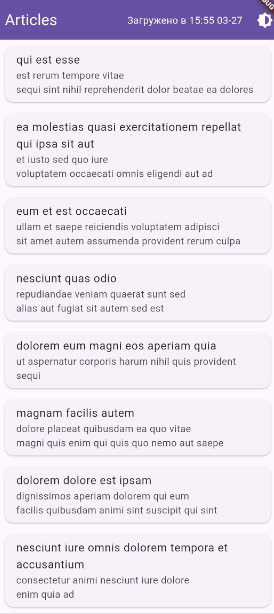 Articles
Загружено в 15:55 03-27
qui est esse
est rerum tempore vitae
sequi sint nihil reprehenderit dolor beatae ea dolores
ea molestias quasi exercitationem repellat
qui ipsa sit aut
et iusto sed quo iure
voluptatem occaecati omnis eligendi aut ad
eum et est occaecati
ullam et saepe reiciendis voluptatem adipisci
sit amet autem assumenda provident rerum culpa
nesciunt quas odio
repudiandae veniam quaerat sunt sed
alias aut fugiat sit autem sed est
dolorem eum magni eos aperiam quia
ut aspernatur corporis harum nihil quis provident
sequi
magnam facilis autem
dolore placeat quibusdam ea quo vitae
magni quis enim qui quis quo nemo aut saepe
dolorem dolore est ipsam
dignissimos aperiam dolorem qui eum
facilis quibusdam animi sint suscipit qui sint
nesciunt iure omnis dolorem tempora et
accusantium
consectetur animi nesciunt iure dolore
enim quia ad